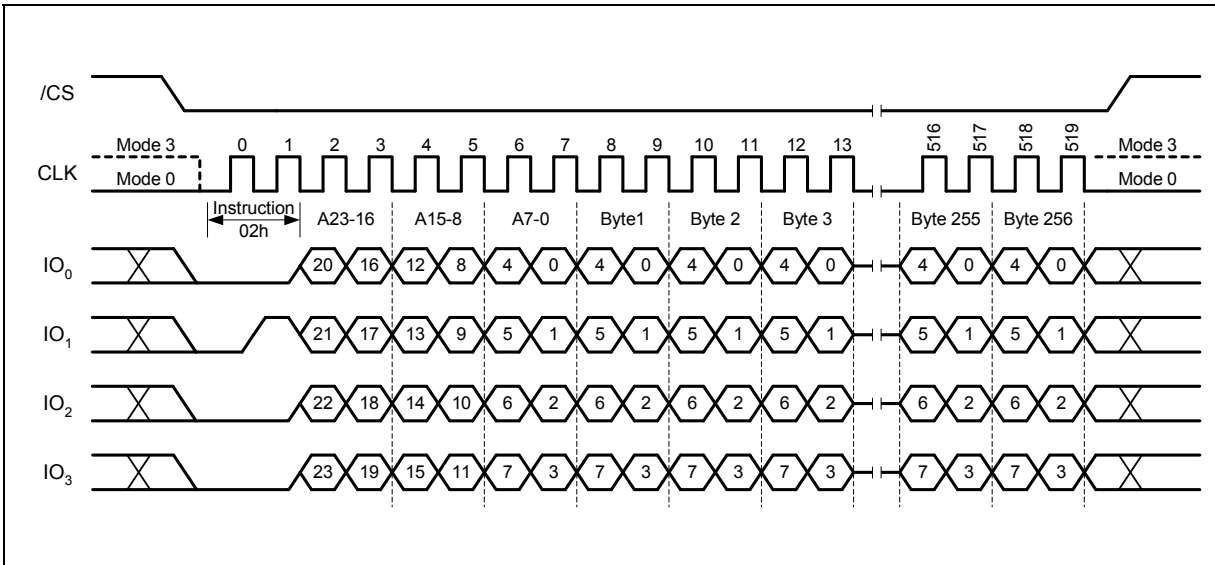 /CS
Mode 3 0 1 2 3 4 5 6 7 8 9 10 11 12 13 516 517 518 519 Mode 3
CLK
Mode 0 Mode 0
Instruction
02h A23-16 A15-8 A7-0 Byte1 Byte 2 Byte 3 Byte 255 Byte 256
IO0 20 16 12 8 4 0 4 0 4 0 4 0 4 0 4 0
IO1 21 17 13 9 5 1 5 1 5 1 5 1 5 1 5 1
IO2 22 18 14 10 6 2 6 2 6 2 6 2 6 2 6 2
IO3 23 19 15 11 7 3 7 3 7 3 7 3 7 3 7 3